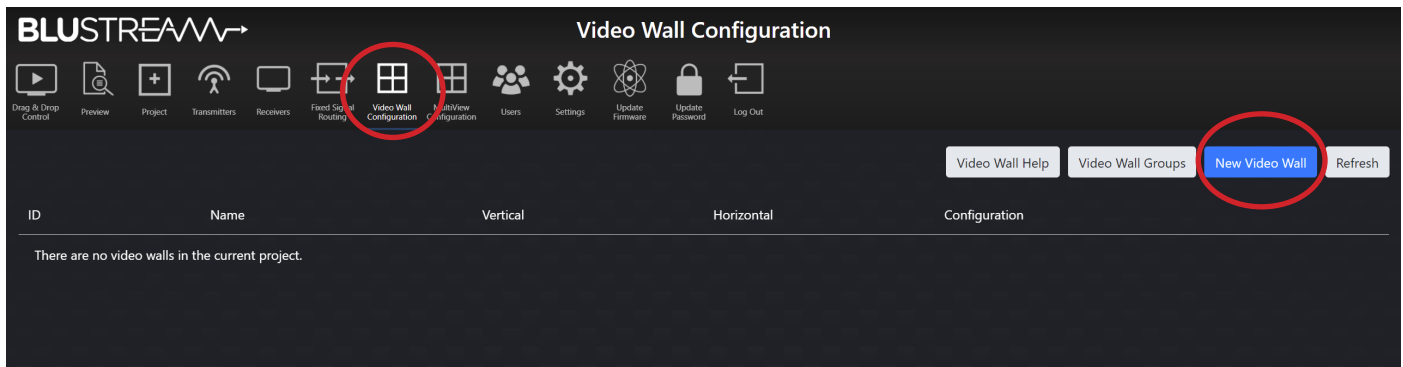 BLUSTREAM
Video Wall Configuration
Drag & Drop
Control
Preview
Project
Transmitters
Receivers
Fixed Signal
Routing
Video Wall
Configuration
MultiView
Configuration
Users
Settings
Update
Firmware
Update
Password
Log Out
Video Wall Help
Video Wall Groups
New Video Wall
Refresh
ID Name Vertical Horizontal Configuration
There are no video walls in the current project.